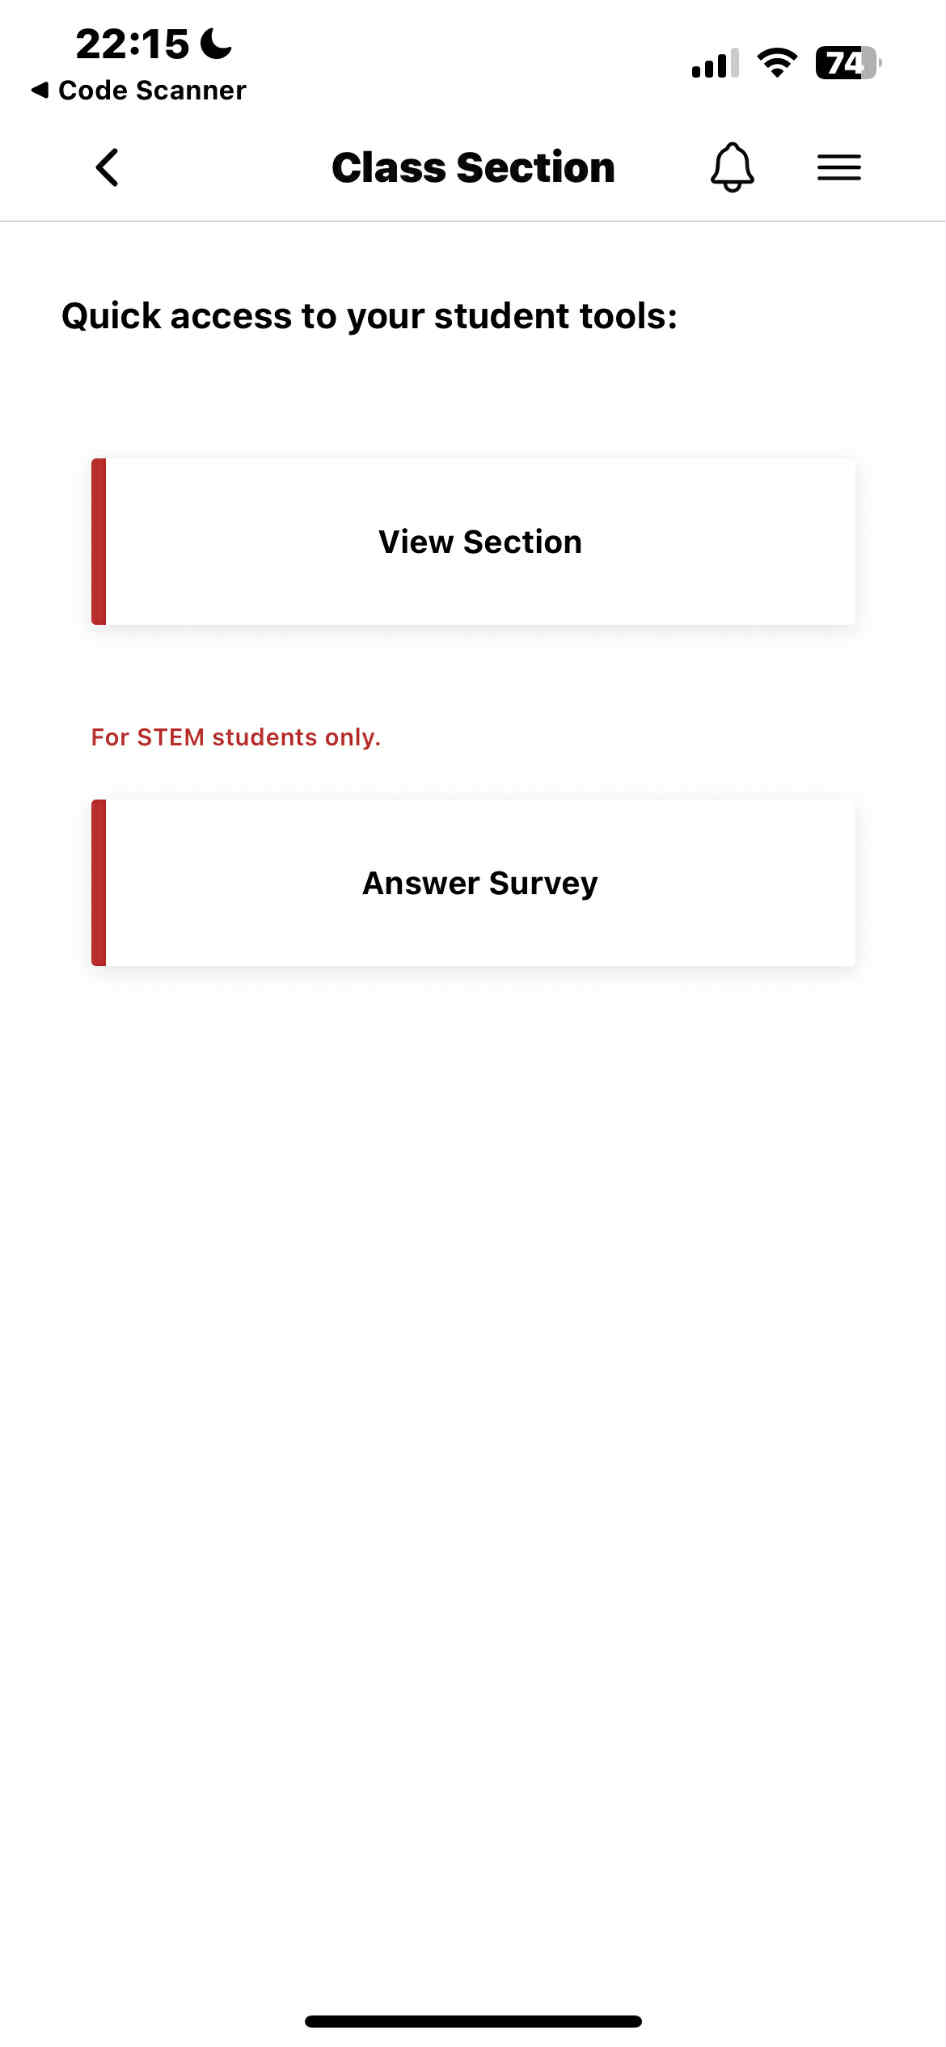 22:15
74
◀ Code Scanner
Class Section
Quick access to your student tools:
View Section
For STEM students only.
Answer Survey